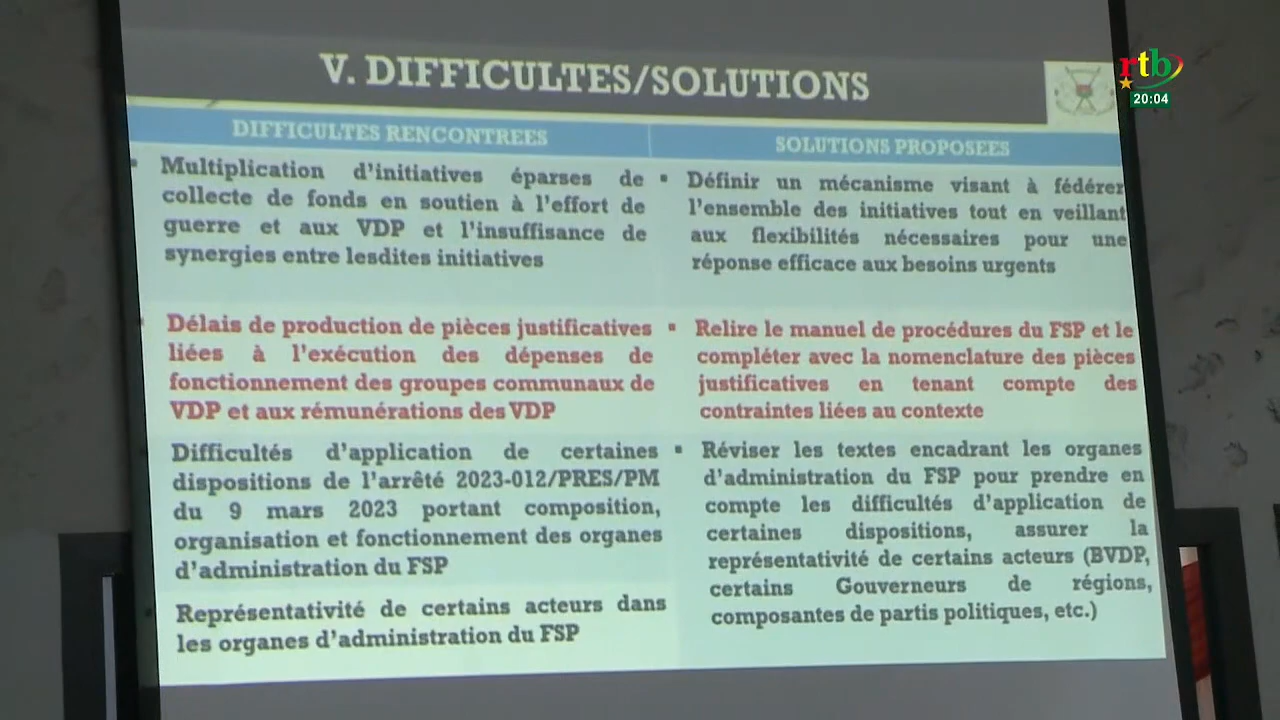 V. DIFFICULTES/SOLUTIONS
rtb
20:04
DIFFICULTES RENCONTREES
SOLUTIONS PROPOSEES
Multiplication d'initiatives éparses de
collecte de fonds en soutien à l'effort de
guerre et aux VDP et l'insuffisance de
synergies entre lesdites initiatives
Définir un mécanisme visant à fédérer
l'ensemble des initiatives tout en veillant
aux flexibilités nécessaires pour une
réponse efficace aux besoins urgents
Délais de production de pièces justificatives
liées à l'exécution des dépenses de
fonctionnement des groupes communaux de
VDP et aux rémunérations des VDP
Relire le manuel de procédures du FSP et le
compléter avec la nomenclature des pièces
justificatives en tenant compte des
contraintes liées au contexte
Difficultés d'application de certaines
dispositions de l'arrêté 2023-012/PRES/PM
du 9 mars 2023 portant composition,
organisation et fonctionnement des organes
d'administration du FSP
Représentativité de certains acteurs dans
les organes d'administration du FSP
Réviser les textes encadrant les organes
d'administration du FSP pour prendre en
compte les difficultés d'application de
certaines dispositions, assurer la
représentativité de certains acteurs (BVDP,
certains Gouverneurs de régions,
composantes de partis politiques, etc.)